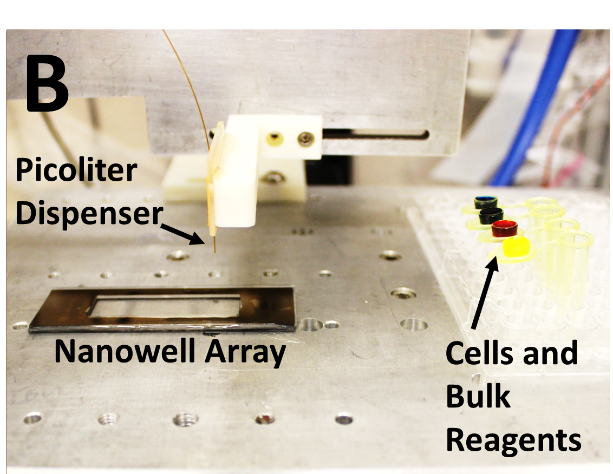 B
Picoliter
Dispenser
Nanowell Array
Cells and
Bulk
Reagents